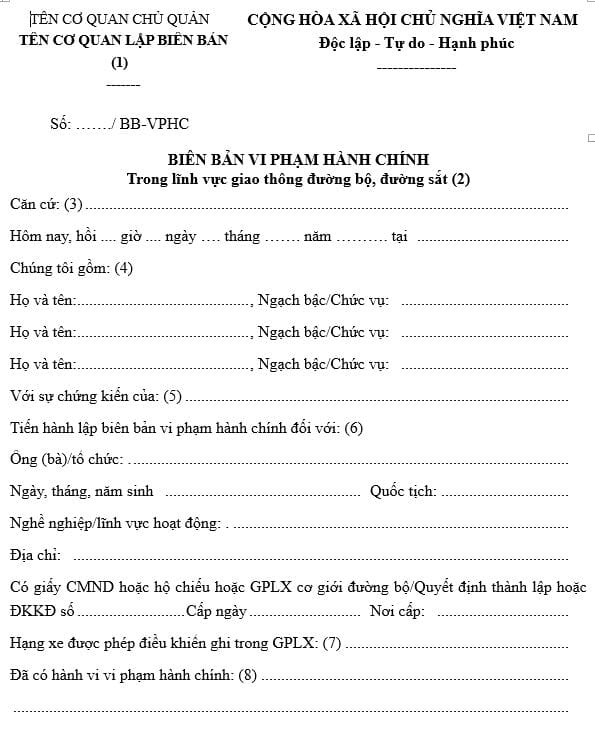 TÊN CƠ QUAN CHỦ QUẢN
TÊN CƠ QUAN LẬP BIÊN BẢN
(1)
-------
CỘNG HÒA XÃ HỘI CHỦ NGHĨA VIỆT NAM
Độc lập - Tự do - Hạnh phúc
---------------
Số: ……./ BB-VPHC
BIÊN BẢN VI PHẠM HÀNH CHÍNH
Trong lĩnh vực giao thông đường bộ, đường sắt (2)
Căn cứ: (3) ..............................
Hôm nay, hồi .... giờ .... ngày …. tháng ……. năm ………. tại ..............................
Chúng tôi gồm: (4)
Họ và tên:.............................., Ngạch bậc/Chức vụ: ..............................
Họ và tên:.............................., Ngạch bậc/Chức vụ: ..............................
Họ và tên:.............................., Ngạch bậc/Chức vụ: ..............................
Với sự chứng kiến của: (5) ..............................
Tiến hành lập biên bản vi phạm hành chính đối với: (6)
Ông (bà)/tổ chức: ..............................
Ngày, tháng, năm sinh .............................. Quốc tịch: ..............................
Nghề nghiệp/lĩnh vực hoạt động: ..............................
Địa chỉ: ..............................
Có giấy CMND hoặc hộ chiếu hoặc GPLX cơ giới đường bộ/Quyết định thành lập hoặc
ĐKKĐ số .............................. Cấp ngày .............................. Nơi cấp: ..............................
Hạng xe được phép điều khiển ghi trong GPLX: (7) ..............................
Đã có hành vi vi phạm hành chính: (8) ..............................
..............................